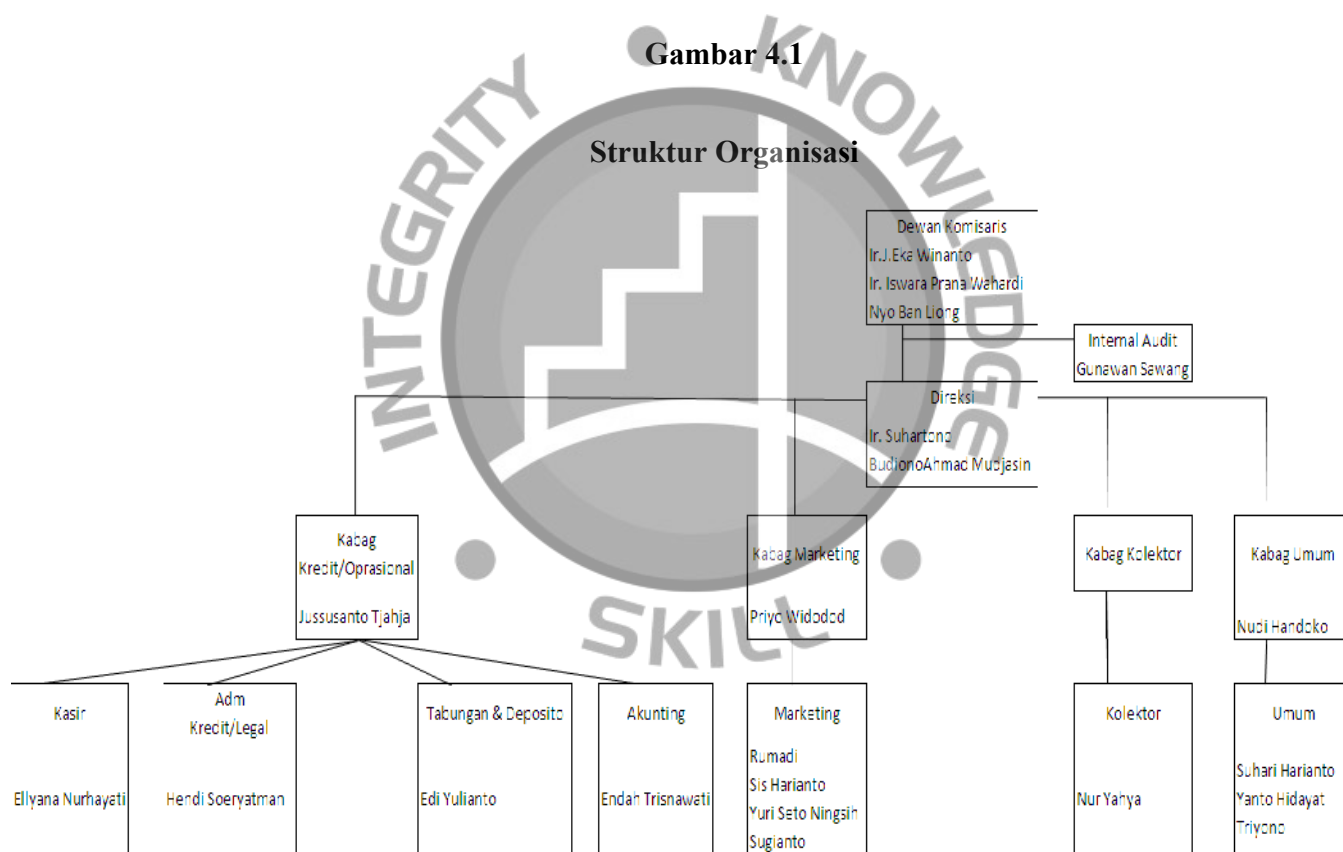 Gambar 4.1
Struktur Organisasi
INTEGRITY • KNOWLEDGE • SKILL
Dewan Komisaris
Ir.J.Eka Winanto
Ir. Iswara Prana Wahardi
Nyo Ban Liong
Internal Audit
Gunawan Sawang
Direksi
Ir. Suhartono
BudionoAhmad Mudjasin
Kabag
Kredit/Oprasional
Jussusanto Tjahja
Kabag Marketing
Priyo Widodod
Kabag Kolektor
Kabag Umum
Nudi Handoko
Kasir
Ellyana Nurhayati
Adm
Kredit/Legal
Hendi Soeryatman
Tabungan & Deposito
Edi Yulianto
Akunting
Endah Trisnawati
Marketing
Rumadi
Sis Harianto
Yuri Seto Ningsih
Sugianto
Kolektor
Nur Yahya
Umum
Suhari Harianto
Yanto Hidayat
Triyono